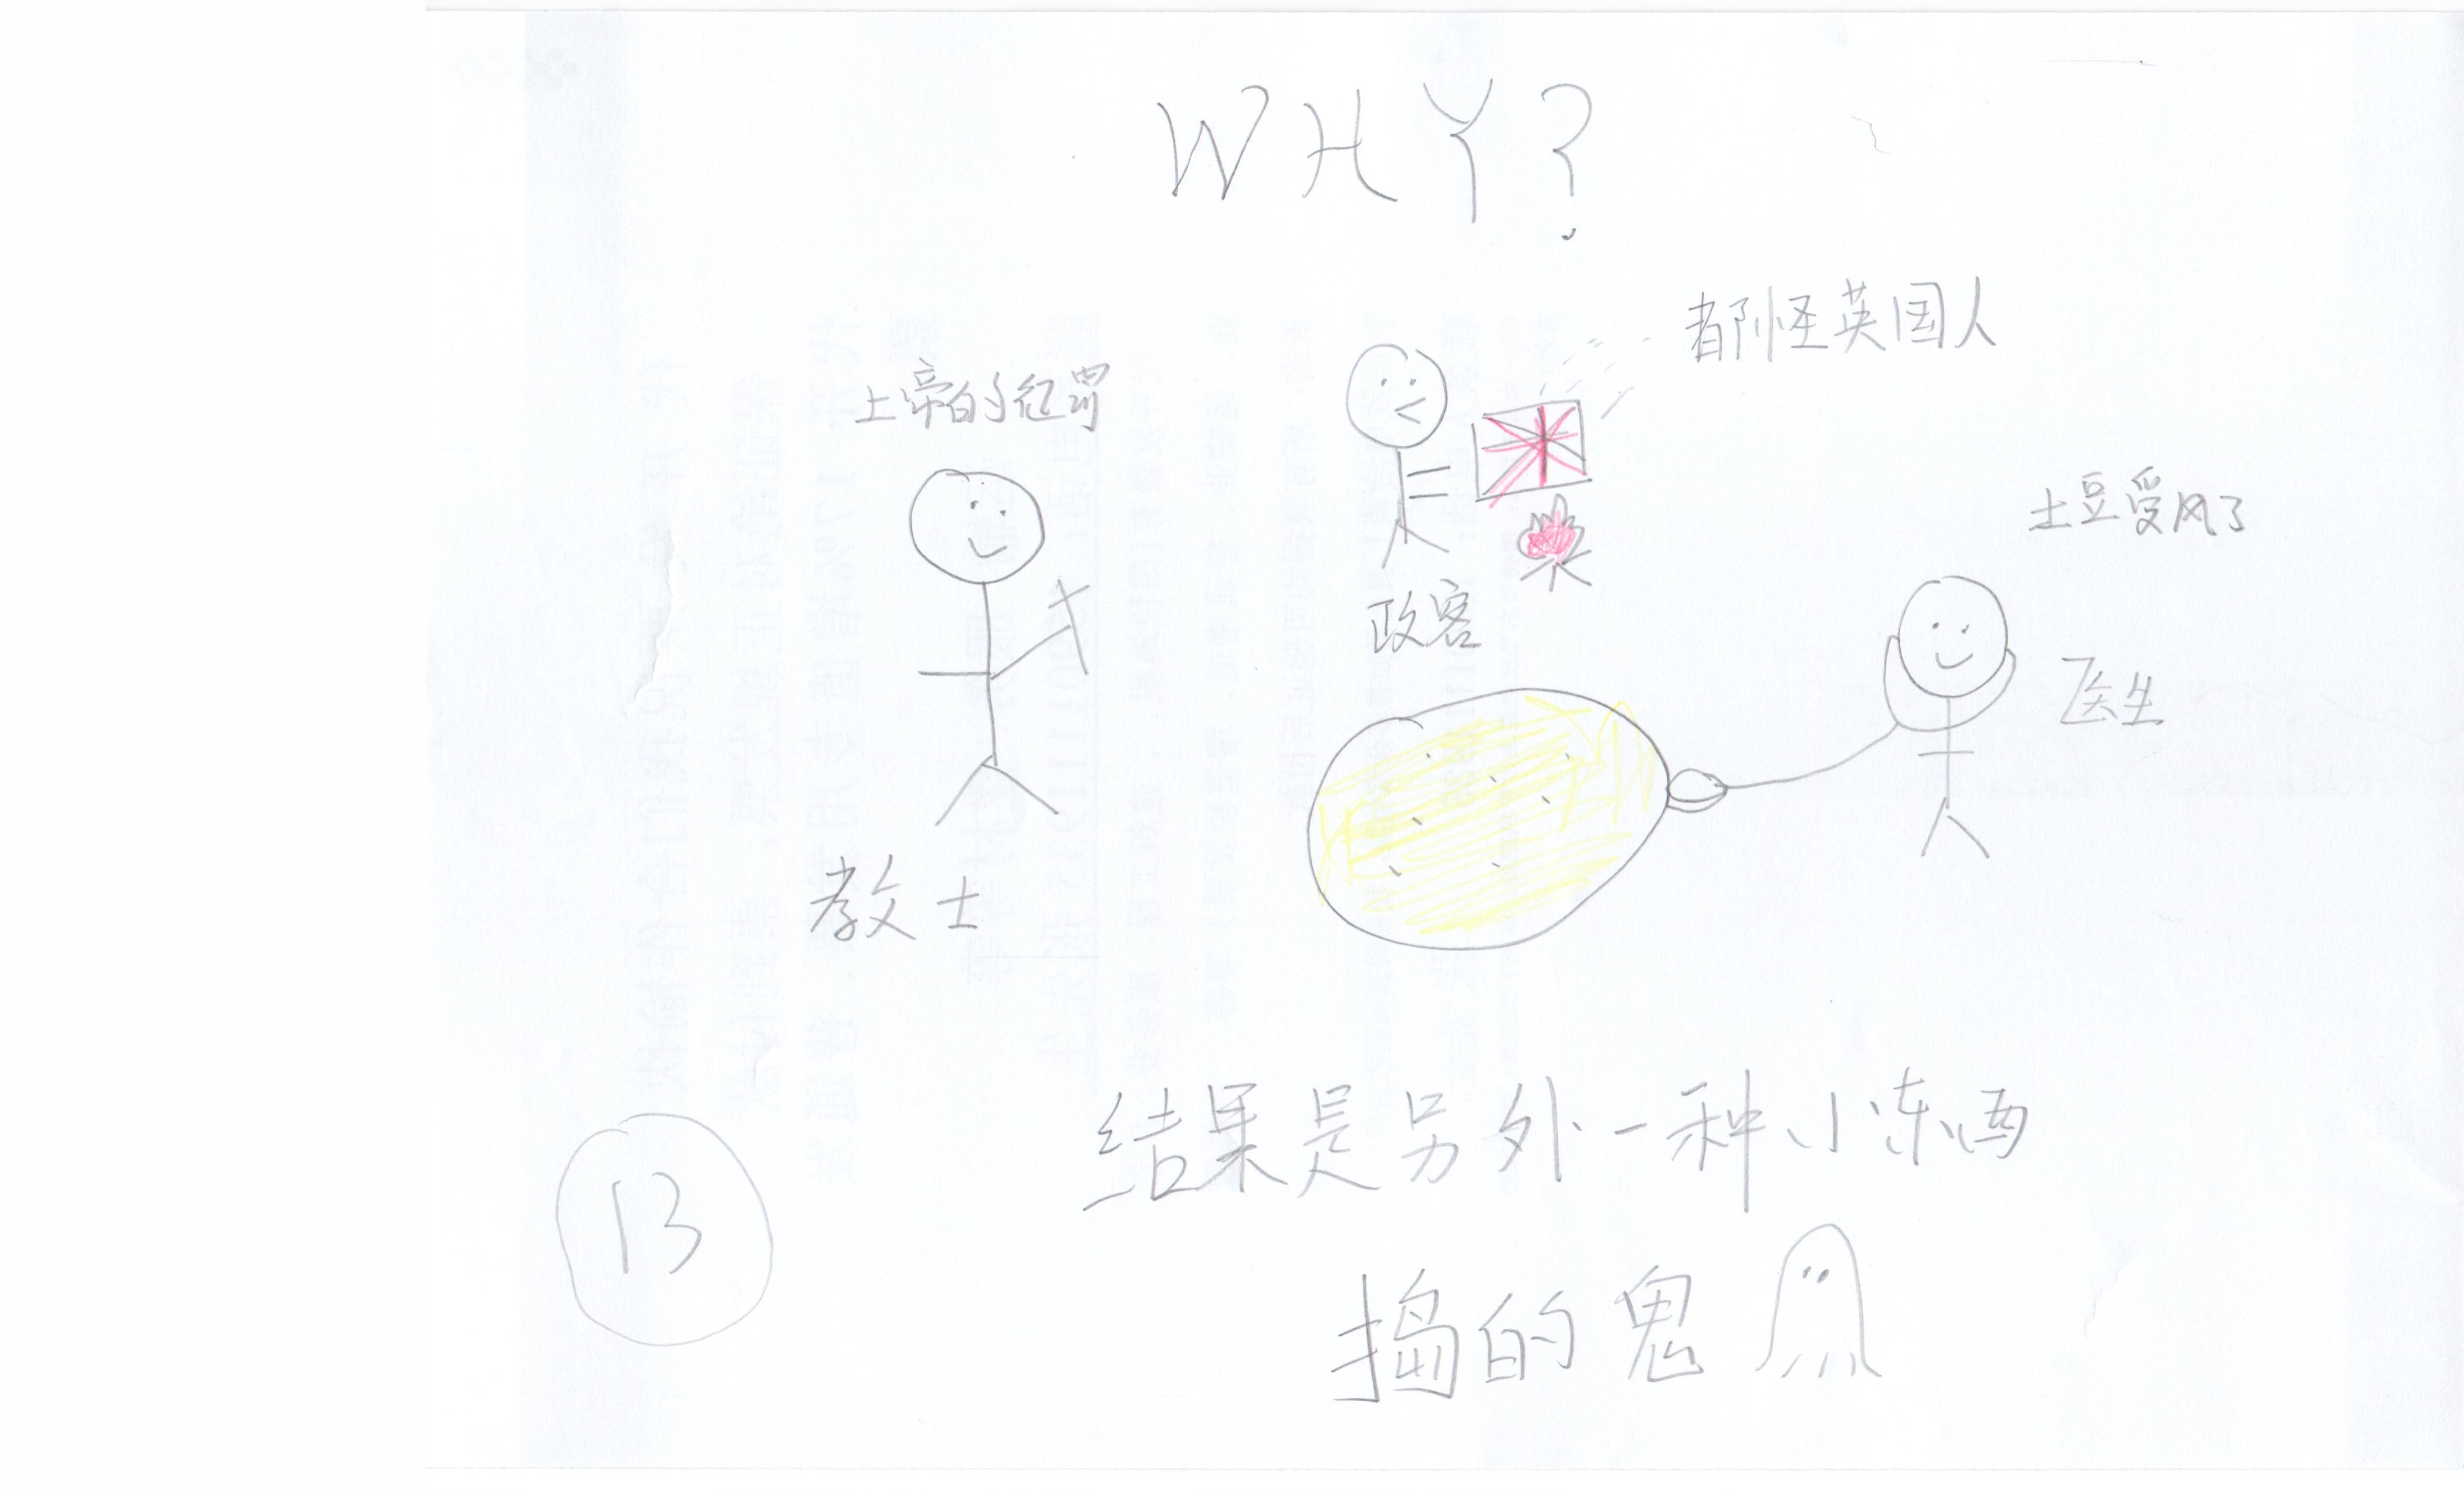 WHY?
都怪英国人
上帝的惩罚
土豆受风了
政客
医生
教士
结果是另外一种小东西
捣的鬼
13